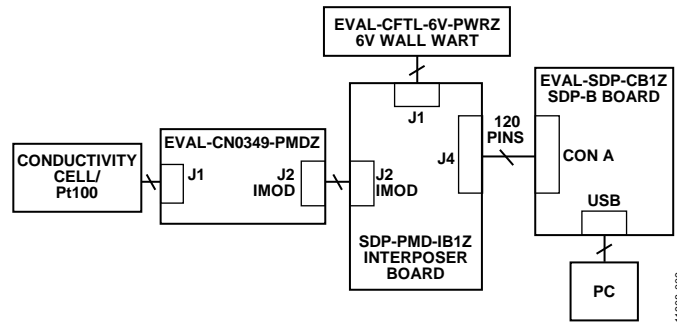 EVAL-CFTL-6V-PWRZ
6V WALL WART
EVAL-SDP-CB1Z
SDP-B BOARD
J1
120
PINS
EVAL-CN0349-PMDZ
CONDUCTIVITY
CELL/
Pt100
J1
J2
IMOD
J2
IMOD
J4
CON A
USB
SDP-PMD-IB1Z
INTERPOSER
BOARD
PC